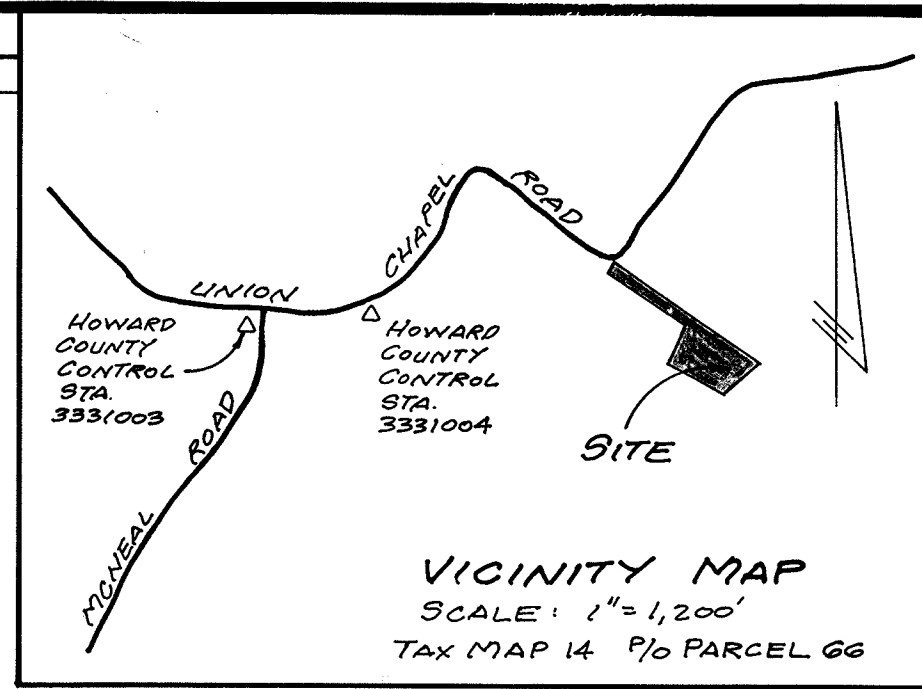 UNION CHAPEL ROAD
HOWARD
COUNTY
CONTROL
STA.
3331003
HOWARD
COUNTY
CONTROL
STA.
3331004
MCNEAL ROAD
SITE
VICINITY MAP
SCALE: 1"=1,200'
TAX MAP 14 P/O PARCEL 66